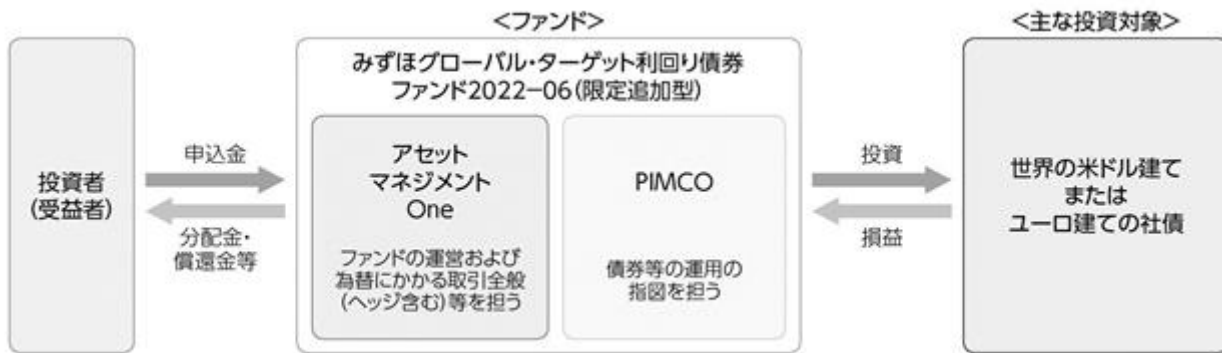 <ファンド>
<主な投資対象>
みずほグローバル・ターゲット利回り債券
ファンド2022−06(限定追加型)
投資者
(受益者)
申込金
分配金・
償還金等
アセット
マネジメント
One
ファンドの運営および
為替にかかる取引全般
(ヘッジ含む)等を担う
PIMCO
債券等の運用の
指図を担う
投資
損益
世界の米ドル建て
または
ユーロ建ての社債